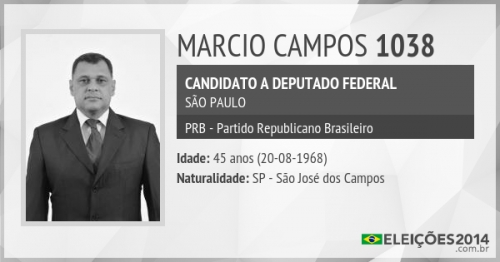 MARCIO CAMPOS 1038
CANDIDATO A DEPUTADO FEDERAL
SÃO PAULO
PRB - Partido Republicano Brasileiro
Idade: 45 anos (20-08-1968)
Naturalidade: SP - São José dos Campos
ELEIÇÕES2014
.com.br